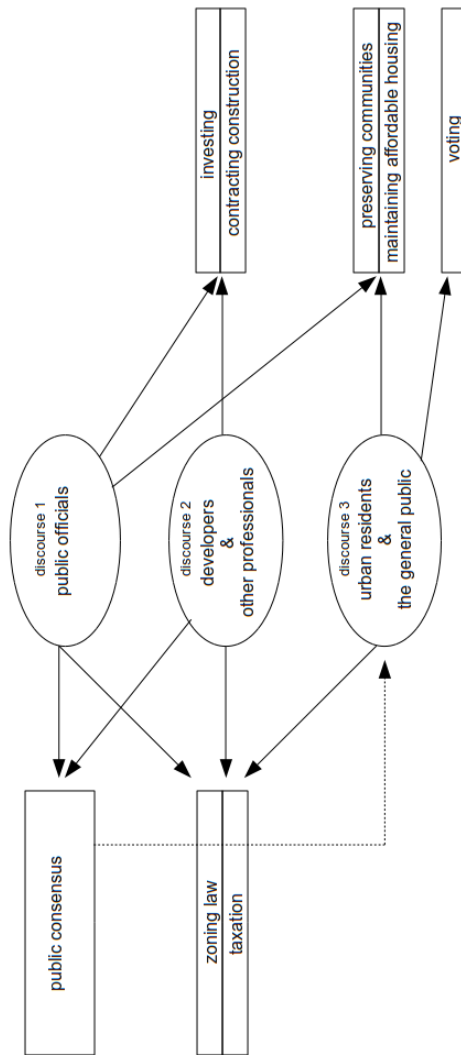 public consensus
zoning law
taxation
discourse 1
public officials
discourse 2
developers
&
other professionals
discourse 3
urban residents
&
the general public
investing
contracting construction
preserving communities
maintaining affordable housing
voting